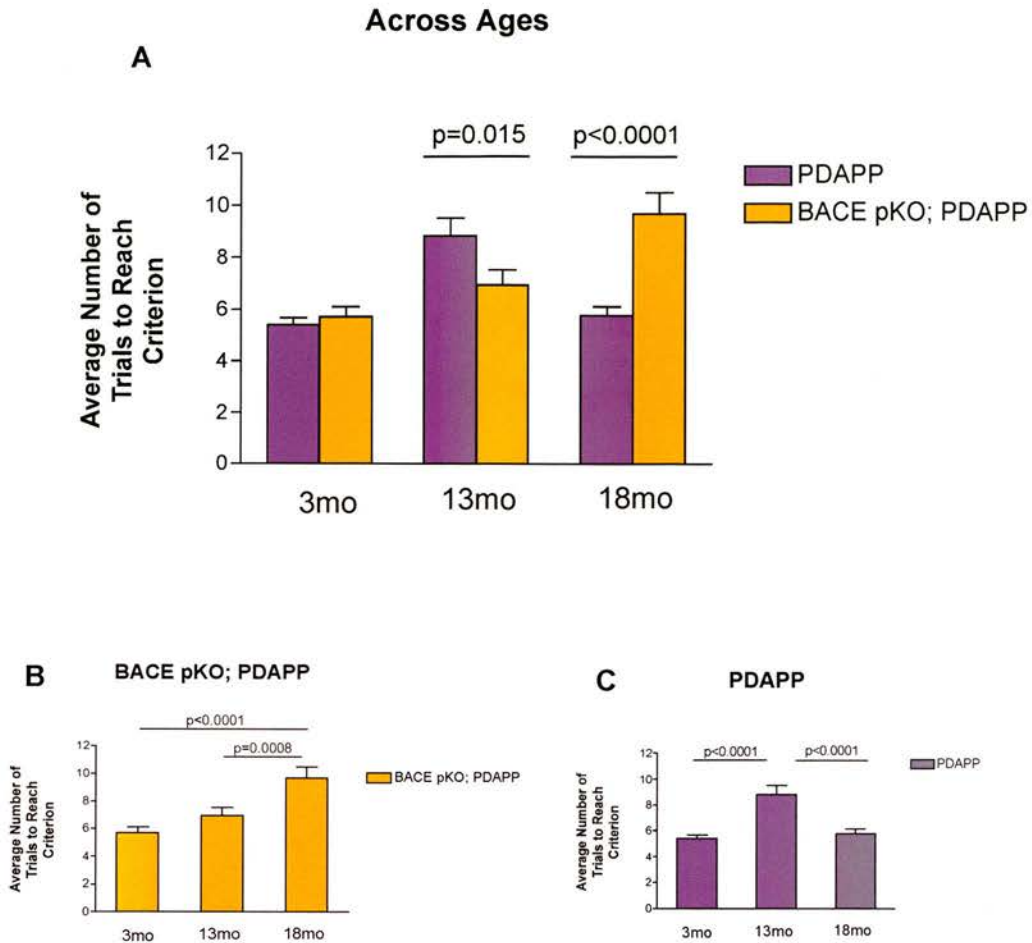 Across Ages
A
p=0.015
p<0.0001
Average Number of
Trials to Reach
Criterion
12
10
8
6
4
2
0
3mo
13mo
18mo
PDAPP
BACE pKO; PDAPP
B
BACE pKO; PDAPP
p<0.0001
p=0.0008
Average Number of
Trials to Reach
Criterion
12
10
8
6
4
2
0
3mo
13mo
18mo
BACE pKO; PDAPP
C
PDAPP
p<0.0001
p<0.0001
Average Number of
Trials to Reach
Criterion
12
10
8
6
4
2
0
3mo
13mo
18mo
PDAPP